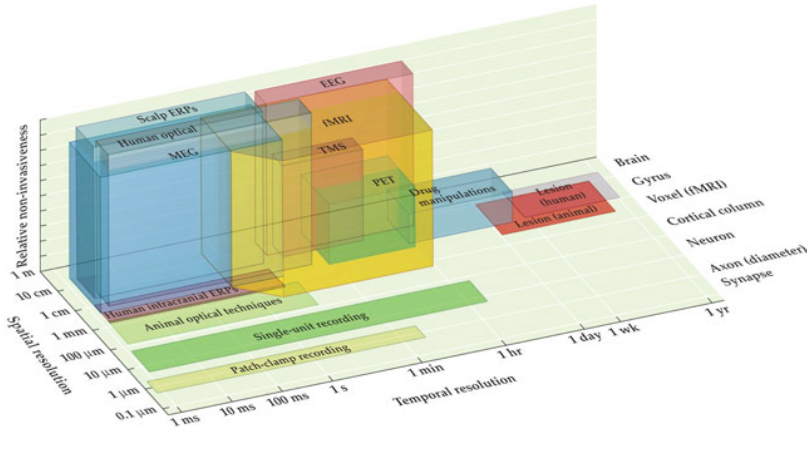 EEG
Scalp ERPs
Human optical
fMRI
MEG
TMS
PET
Drug
manipulations
Lesion
(human)
Lesion (animal)
Human infracranial ERPs
Animal optical techniques
Single-unit recording
Patch-clamp recording
Relative non-invasiveness
Brain
Gyrus
Voxel (fMRI)
Cortical column
Neuron
Axon (diameter)
Synapse
1 m
10 cm
1 cm
1 mm
100 μm
10 μm
1 μm
0.1 μm
Spatial resolution
1 ms
10 ms
100 ms
1 s
1 min
1 hr
1 day
1 wk
1 yr
Temporal resolution